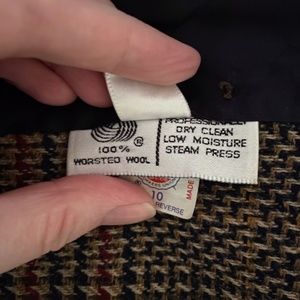 100% ®
WORSTED WOOL
PROFESSIONALLY
DRY CLEAN
LOW MOISTURE
STEAM PRESS
10
REVERSE
MADE